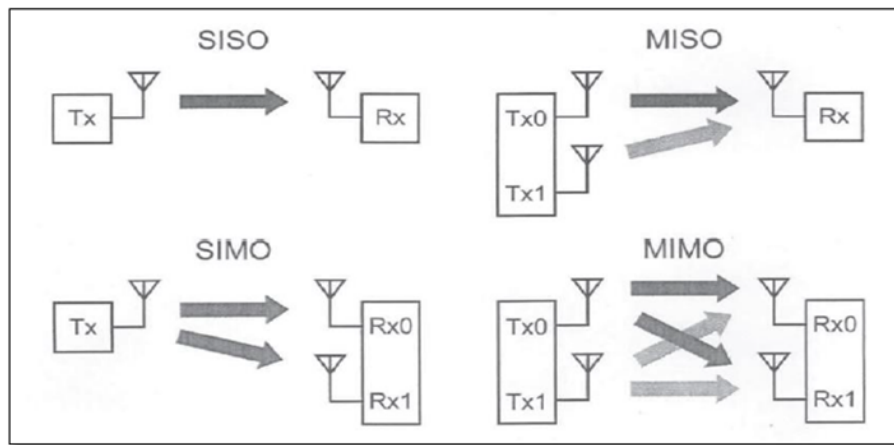 SISO
Tx
Rx
MISO
Tx0
Tx1
Rx
SIMO
Tx
Rx0
Rx1
MIMO
Tx0
Tx1
Rx0
Rx1